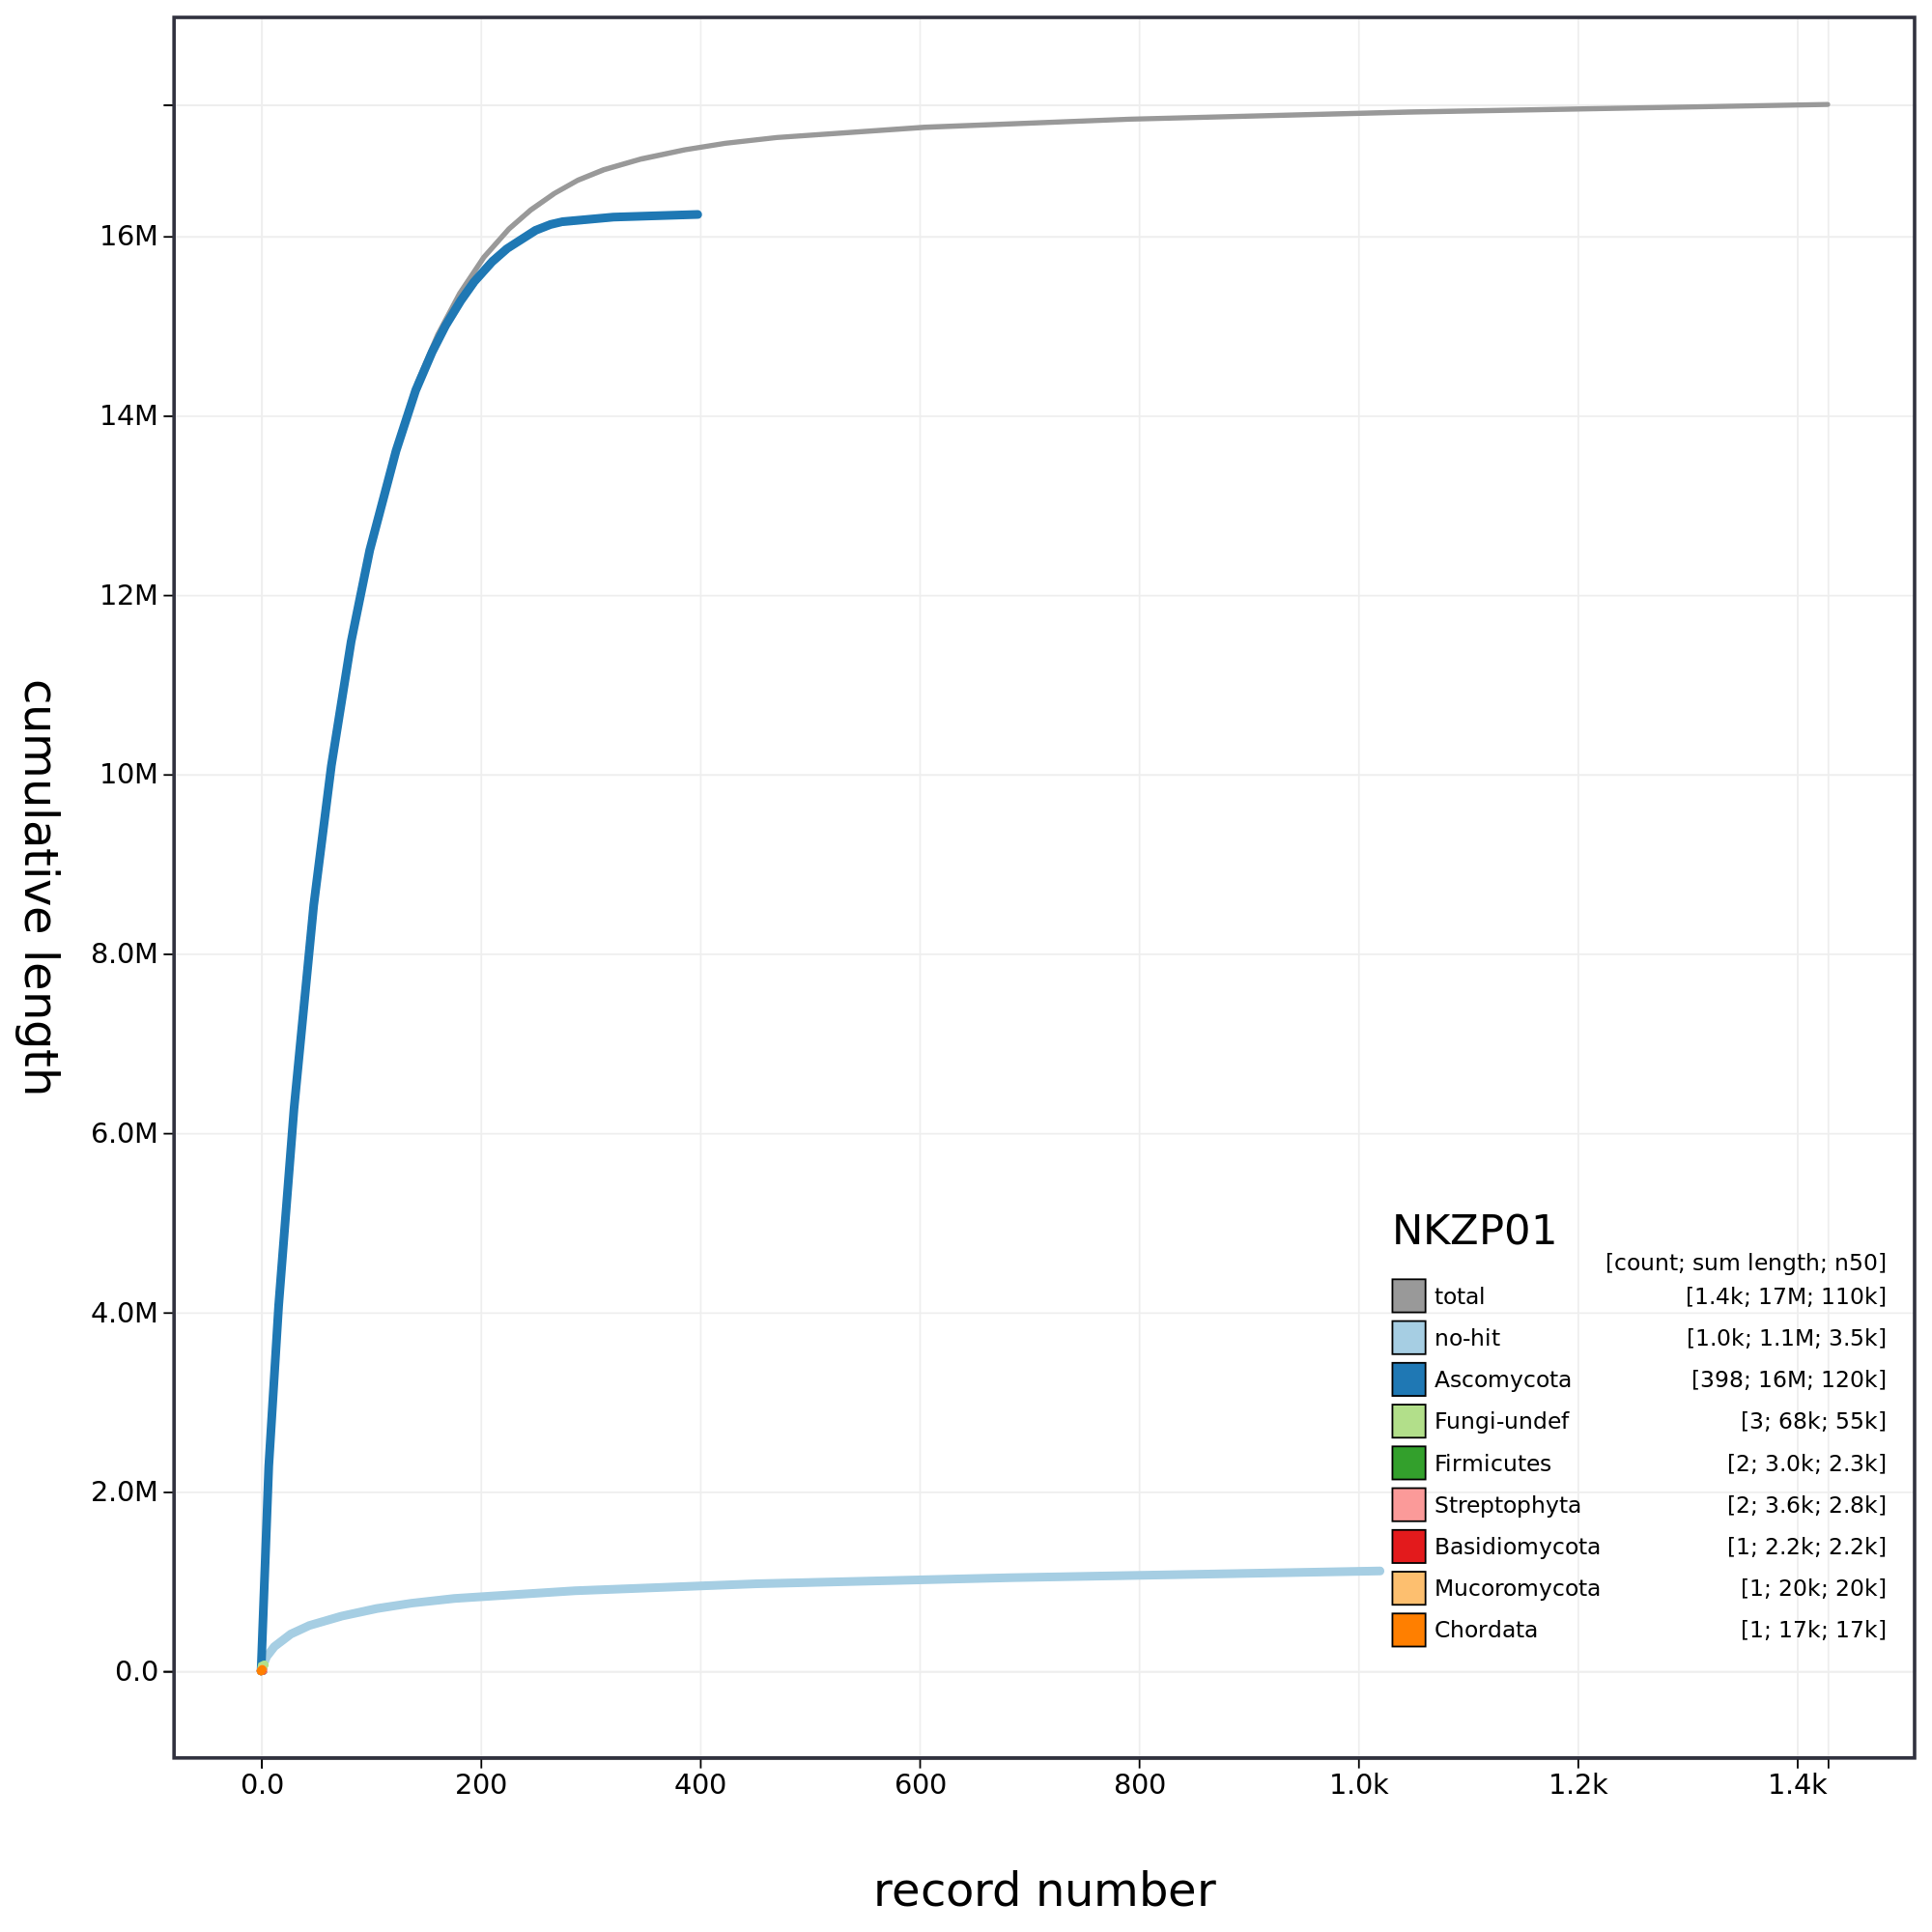 cumulative length
16M
14M
12M
10M
8.0M
6.0M
4.0M
2.0M
0.0
NKZP01
[count; sum length; n50]
total [1.4k; 17M; 110k]
no-hit [1.0k; 1.1M; 3.5k]
Ascomycota [398; 16M; 120k]
Fungi-undef [3; 68k; 55k]
Firmicutes [2; 3.0k; 2.3k]
Streptophyta [2; 3.6k; 2.8k]
Basidiomycota [1; 2.2k; 2.2k]
Mucoromycota [1; 20k; 20k]
Chordata [1; 17k; 17k]
0.0 200 400 600 800 1.0k 1.2k 1.4k
record number